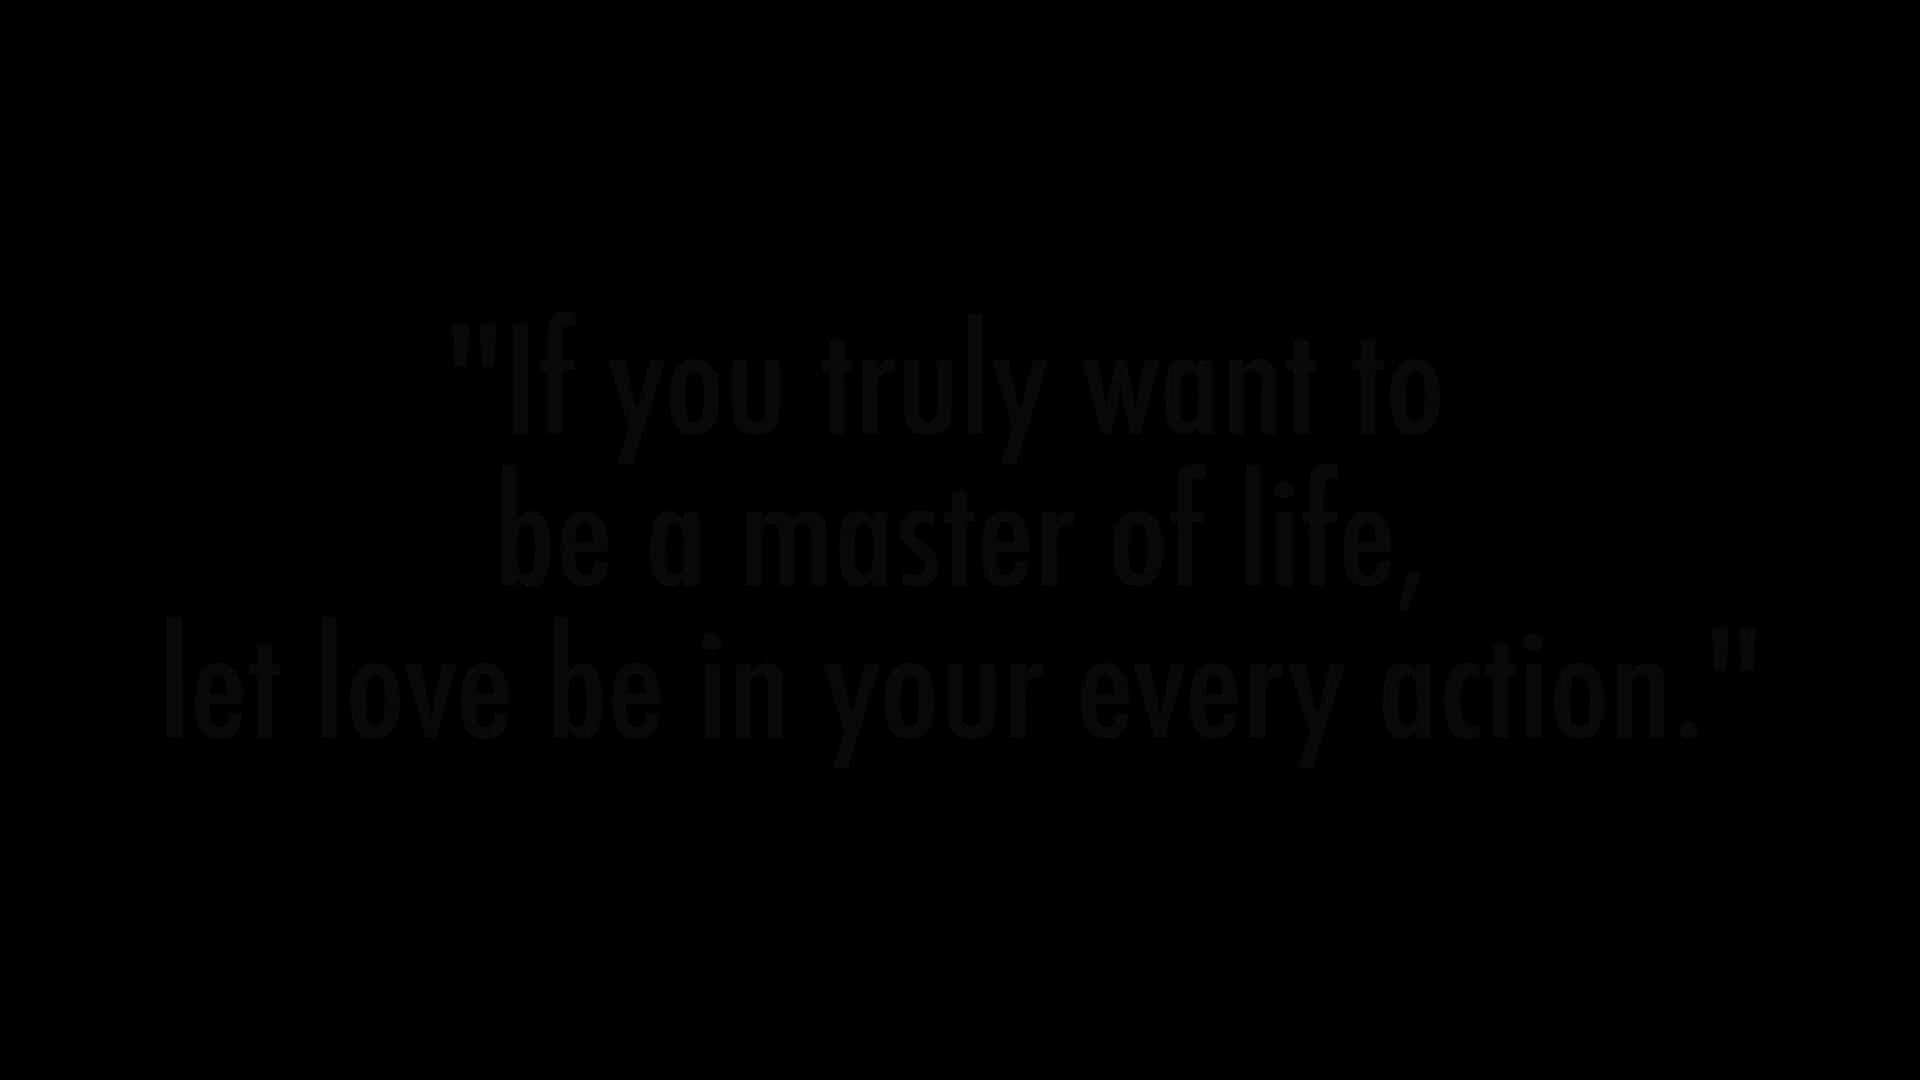 "If you truly want to
be a master of life,
let love be in your every action."